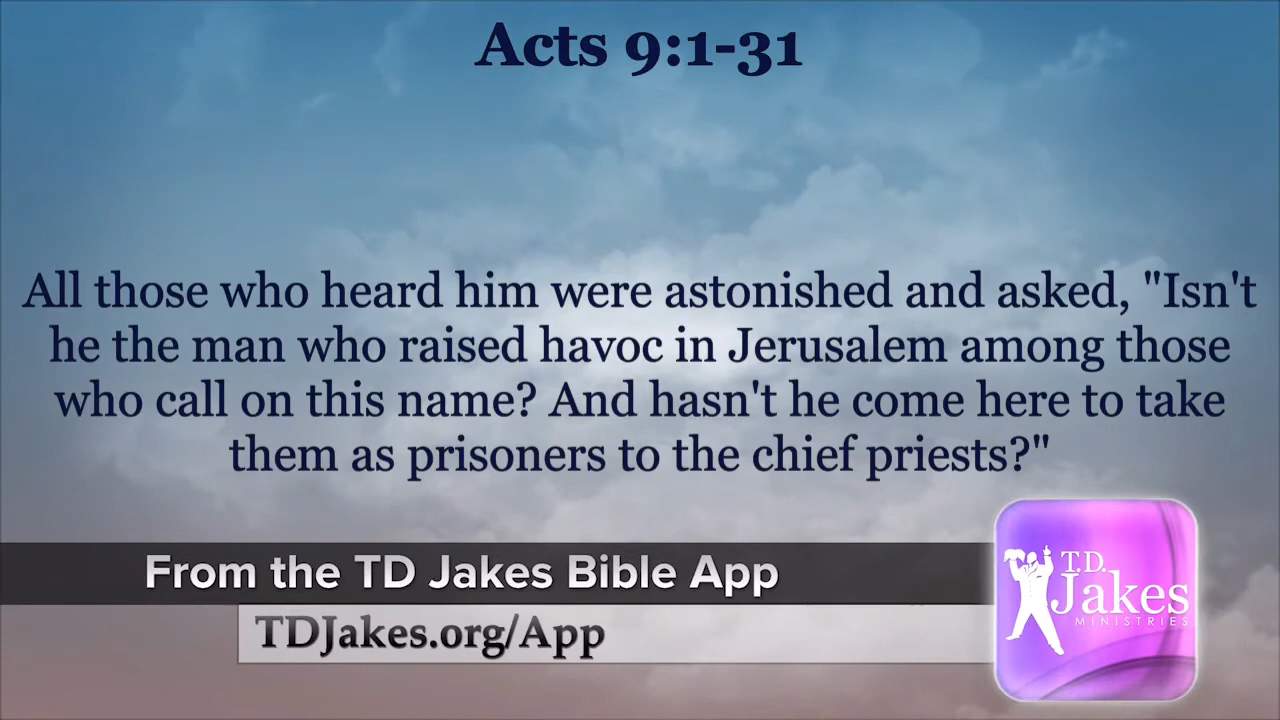 Acts 9:1-31
All those who heard him were astonished and asked, "Isn't
he the man who raised havoc in Jerusalem among those
who call on this name? And hasn't he come here to take
them as prisoners to the chief priests?"
From the TD Jakes Bible App
TDJakes.org/App
T.D.
Jakes
MINISTRIES